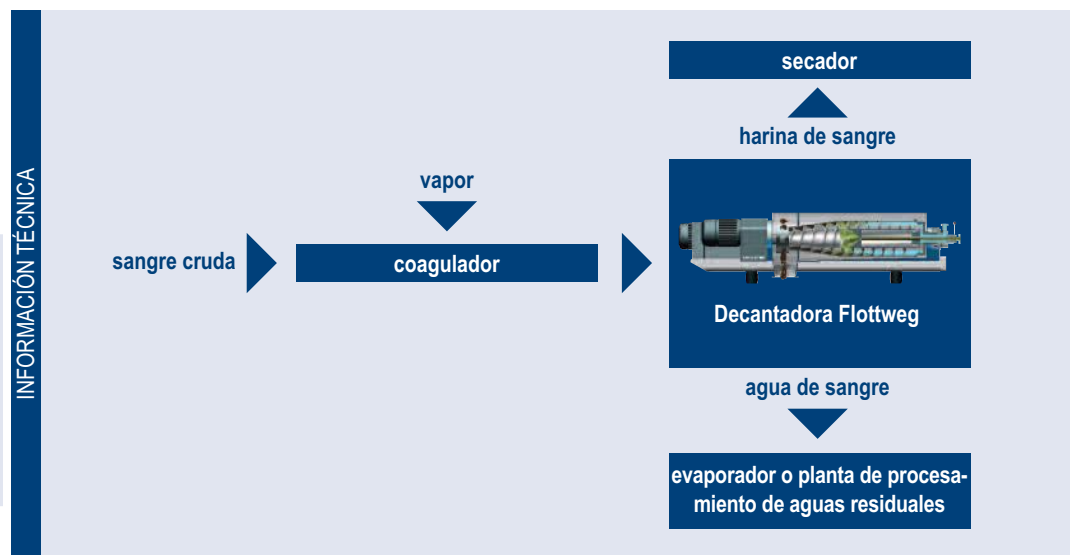 INFORMACIÓN TÉCNICA
secador
harina de sangre
vapor
sangre cruda
coagulador
Decantadora Flottweg
agua de sangre
evaporador o planta de procesa-
miento de aguas residuales